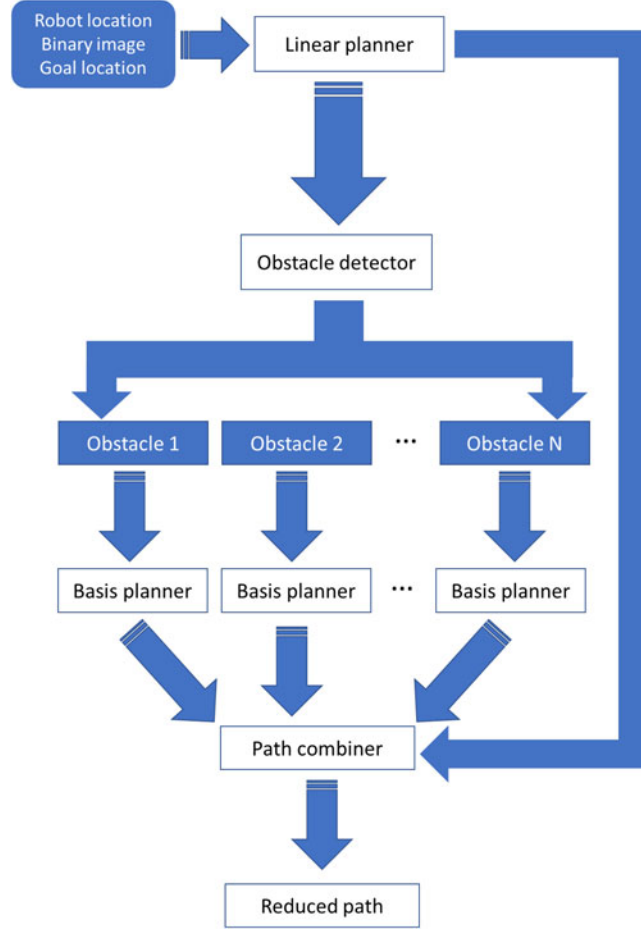 Robot location
Binary image
Goal location
Linear planner
Obstacle detector
Obstacle 1
Obstacle 2
...
Obstacle N
Basis planner
Basis planner
...
Basis planner
Path combiner
Reduced path